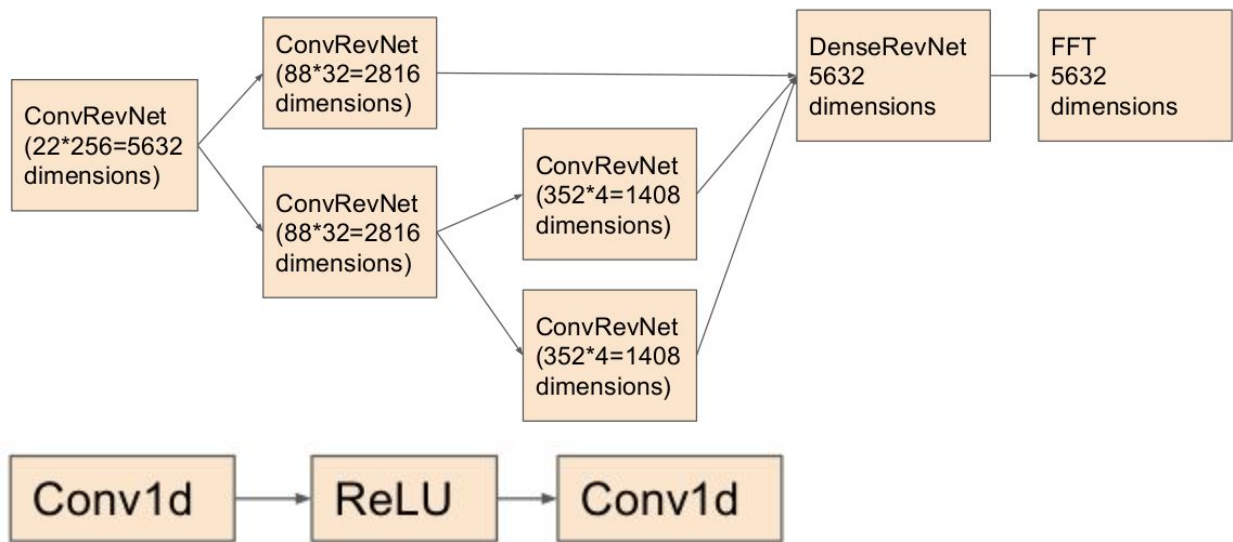 ConvRevNet
(22*256=5632
dimensions)
ConvRevNet
(88*32=2816
dimensions)
ConvRevNet
(88*32=2816
dimensions)
ConvRevNet
(352*4=1408
dimensions)
ConvRevNet
(352*4=1408
dimensions)
DenseRevNet
5632
dimensions
FFT
5632
dimensions
Conv1d
ReLU
Conv1d